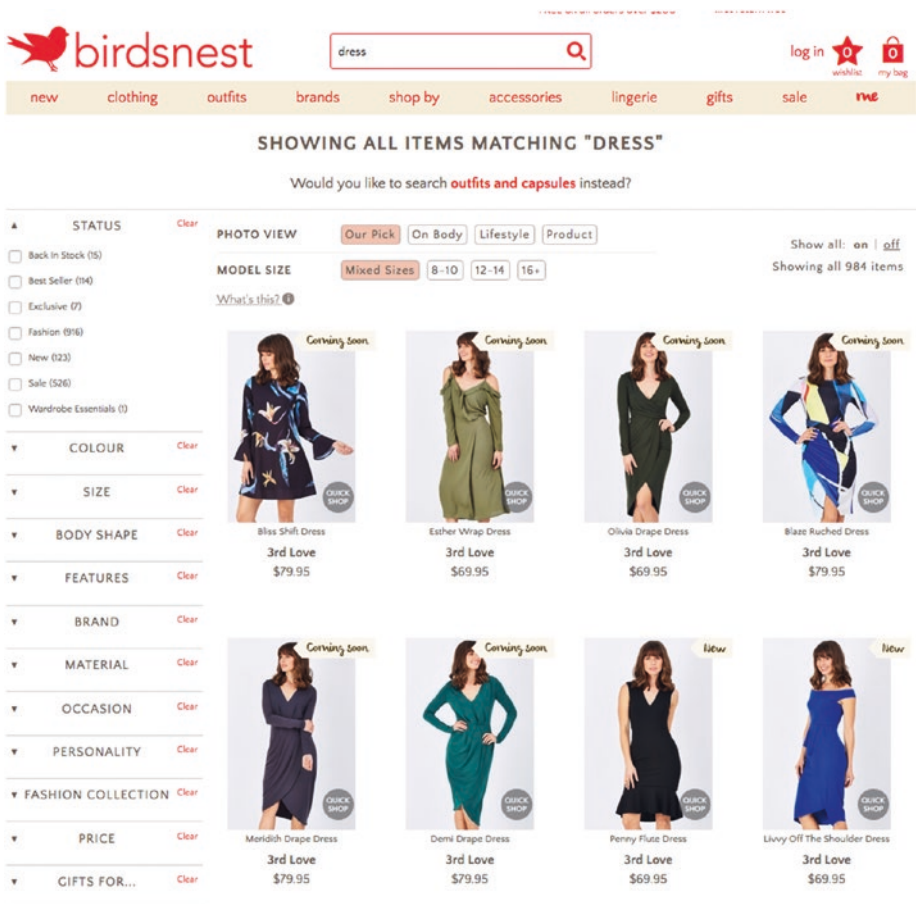 birdsnest
dress
log in
0
wishlist
0
my bag
new clothing outfits brands shop by accessories lingerie gifts sale me
SHOWING ALL ITEMS MATCHING "DRESS"
Would you like to search outfits and capsules instead?
STATUS Clear
Back In Stock (15)
Best Seller (114)
Exclusive (7)
Fashion (916)
New (123)
Sale (526)
Wardrobe Essentials (1)
COLOUR Clear
SIZE Clear
BODY SHAPE Clear
FEATURES Clear
BRAND Clear
MATERIAL Clear
OCCASION Clear
PERSONALITY Clear
FASHION COLLECTION Clear
PRICE Clear
GIFTS FOR... Clear
PHOTO VIEW Our Pick On Body Lifestyle Product
MODEL SIZE Mixed Sizes 8-10 12-14 16+
What's this? i
Show all: on | off
Showing all 984 items
Coming soon Coming soon Coming soon Coming soon
QUICK SHOP QUICK SHOP QUICK SHOP QUICK SHOP
Bliss Shift Dress Esther Wrap Dress Olivia Drape Dress Blaze Ruched Dress
3rd Love 3rd Love 3rd Love 3rd Love
$79.95 $69.95 $69.95 $79.95
Coming soon Coming soon New New
QUICK SHOP QUICK SHOP QUICK SHOP QUICK SHOP
Meridith Drape Dress Demi Drape Dress Penny Flute Dress Livvy Off The Shoulder Dress
3rd Love 3rd Love 3rd Love 3rd Love
$79.95 $79.95 $69.95 $69.95